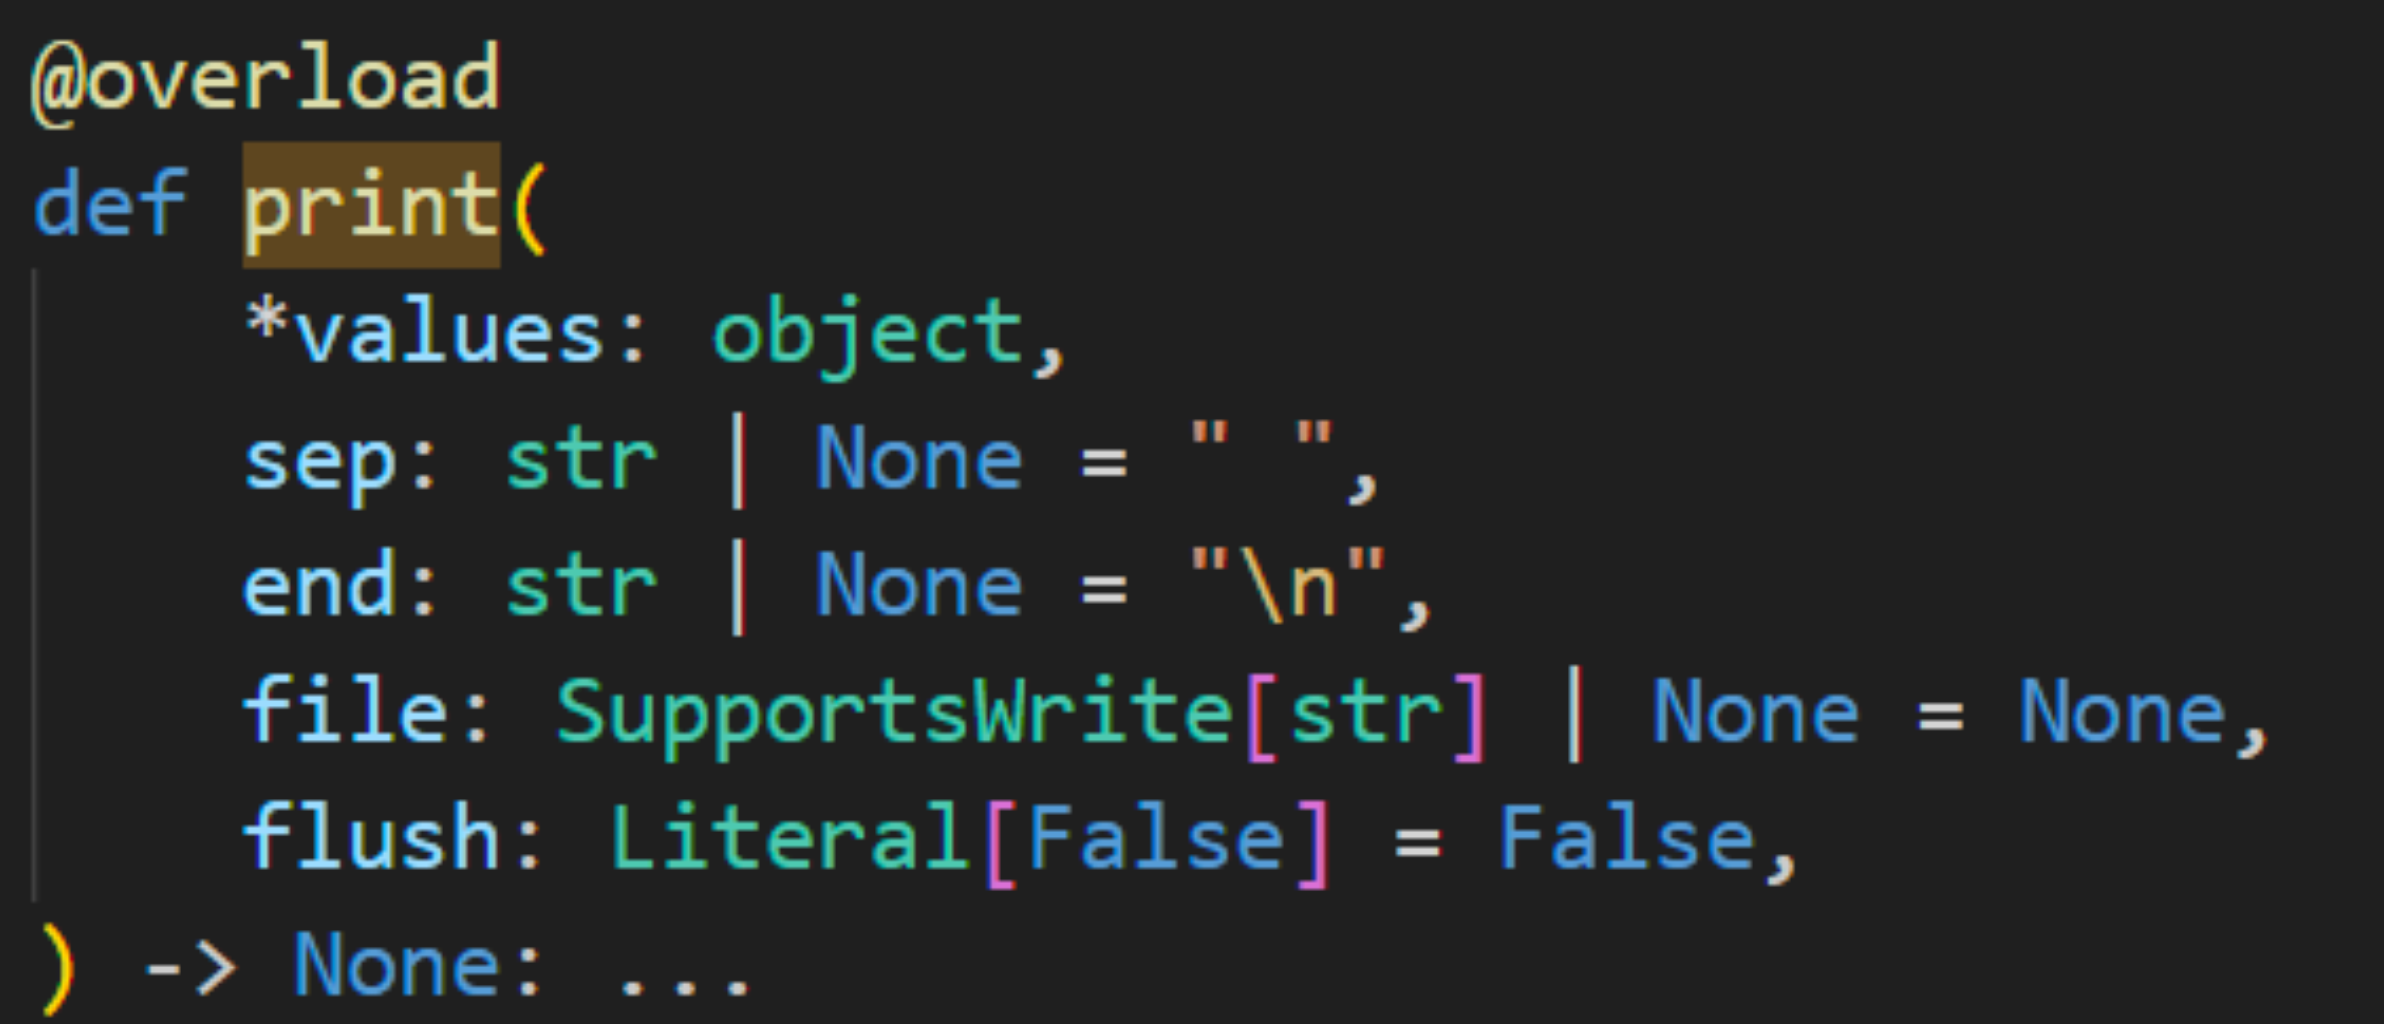 @overload
def print(
    *values: object,
    sep: str | None = " ",
    end: str | None = "\n",
    file: SupportsWrite[str] | None = None,
    flush: Literal[False] = False,
) -> None: ...